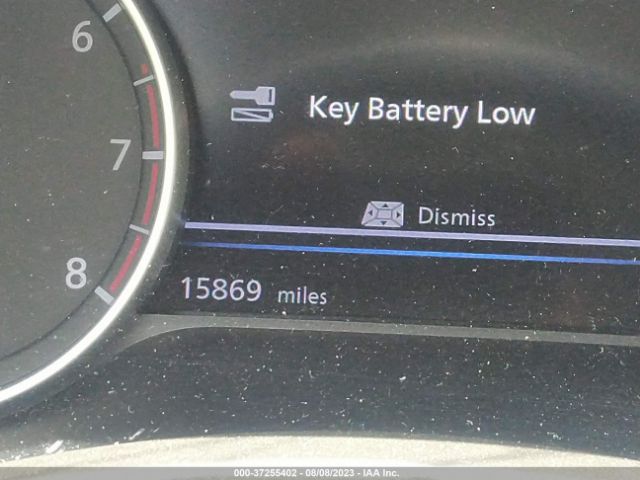 6
Key Battery Low
7
Dismiss
8
15869 miles
000-37255402 - 08/08/2023 - IAA Inc.